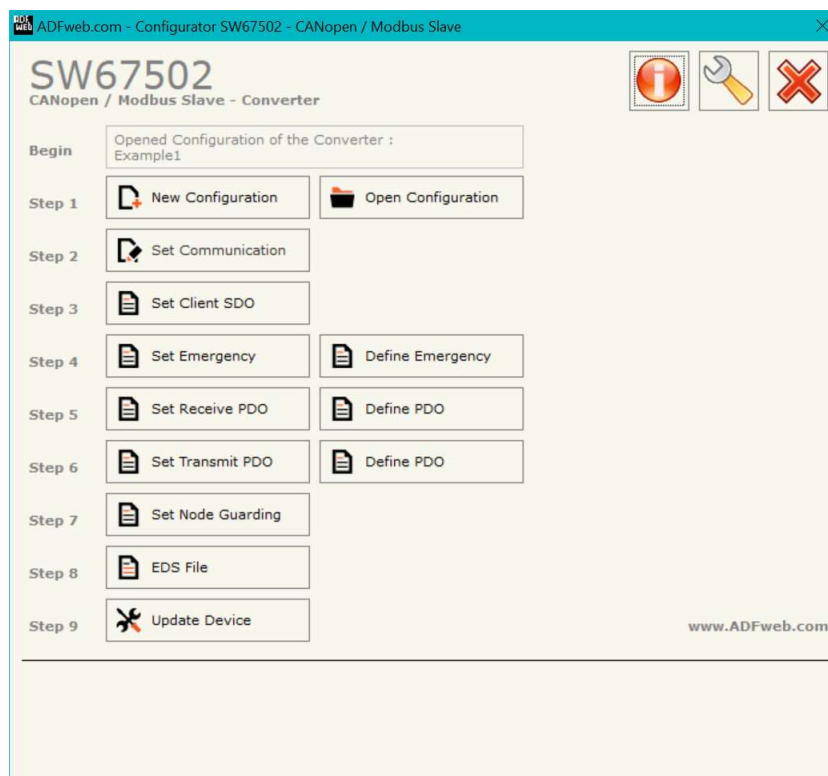 ADFweb.com - Configurator SW67502 - CANopen / Modbus Slave
SW67502
CANopen / Modbus Slave - Converter
Begin
Opened Configuration of the Converter :
Example1
Step 1
New Configuration
Open Configuration
Step 2
Set Communication
Step 3
Set Client SDO
Step 4
Set Emergency
Define Emergency
Step 5
Set Receive PDO
Define PDO
Step 6
Set Transmit PDO
Define PDO
Step 7
Set Node Guarding
Step 8
EDS File
Step 9
Update Device
www.ADFweb.com